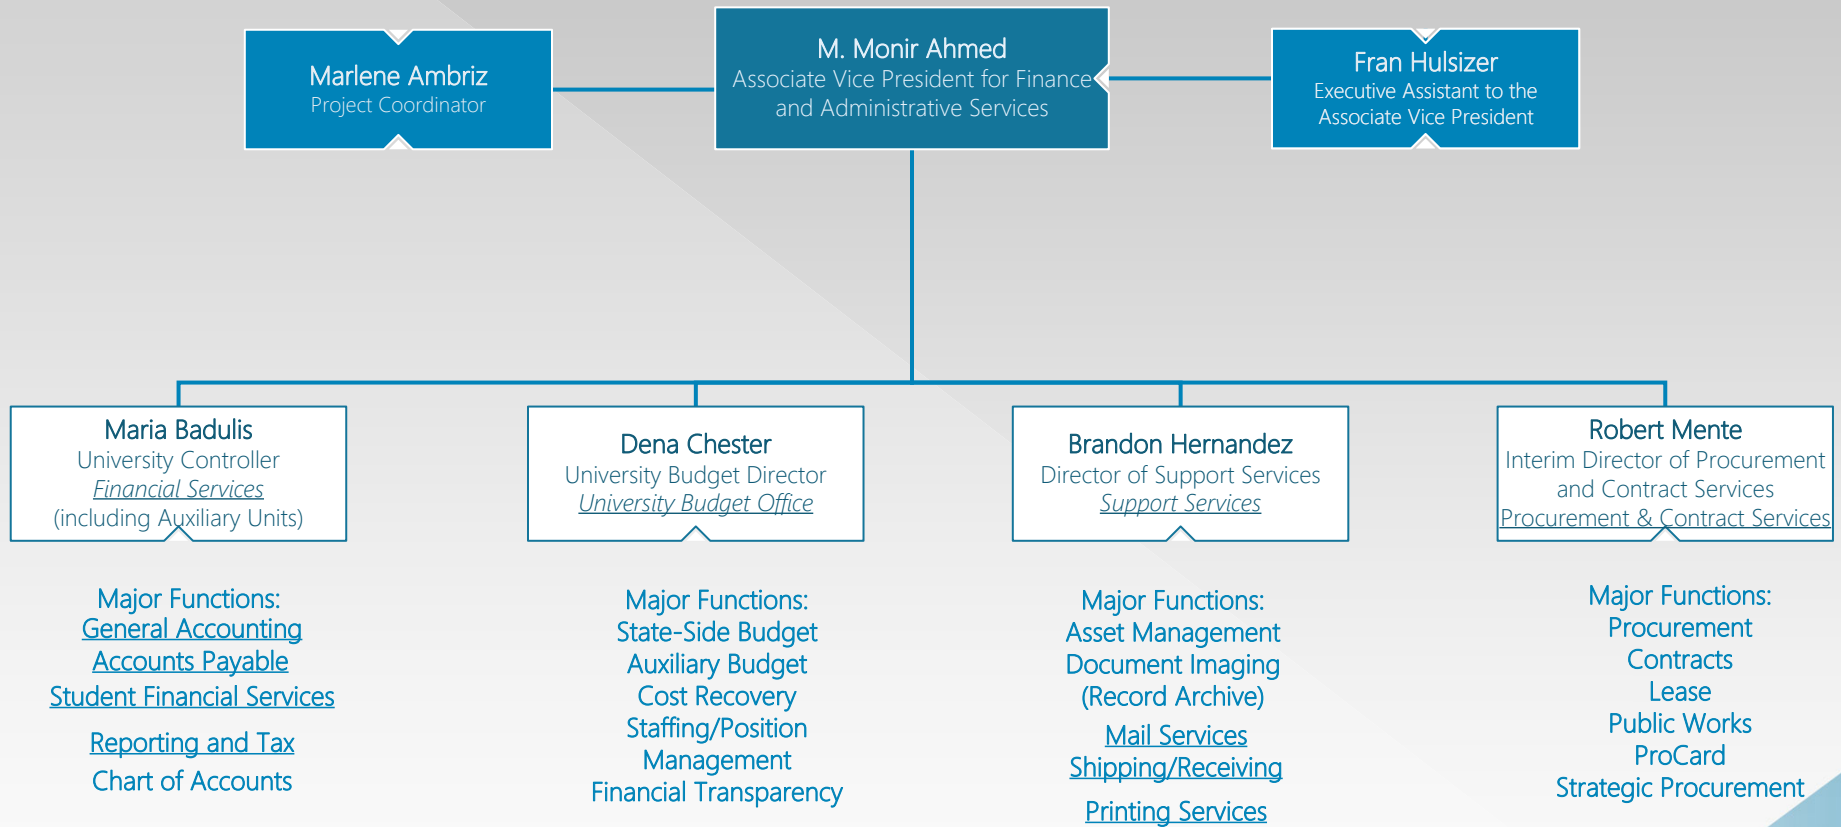 Marlene Ambriz
Project Coordinator
M. Monir Ahmed
Associate Vice President for Finance
and Administrative Services
Fran Hulsizer
Executive Assistant to the
Associate Vice President
Maria Badulis
University Controller
Financial Services
(including Auxiliary Units)
Dena Chester
University Budget Director
University Budget Office
Brandon Hernandez
Director of Support Services
Support Services
Robert Mente
Interim Director of Procurement
and Contract Services
Procurement & Contract Services
Major Functions:
General Accounting
Accounts Payable
Student Financial Services
Reporting and Tax
Chart of Accounts
Major Functions:
State-Side Budget
Auxiliary Budget
Cost Recovery
Staffing/Position
Management
Financial Transparency
Major Functions:
Asset Management
Document Imaging
(Record Archive)
Mail Services
Shipping/Receiving
Printing Services
Major Functions:
Procurement
Contracts
Lease
Public Works
ProCard
Strategic Procurement